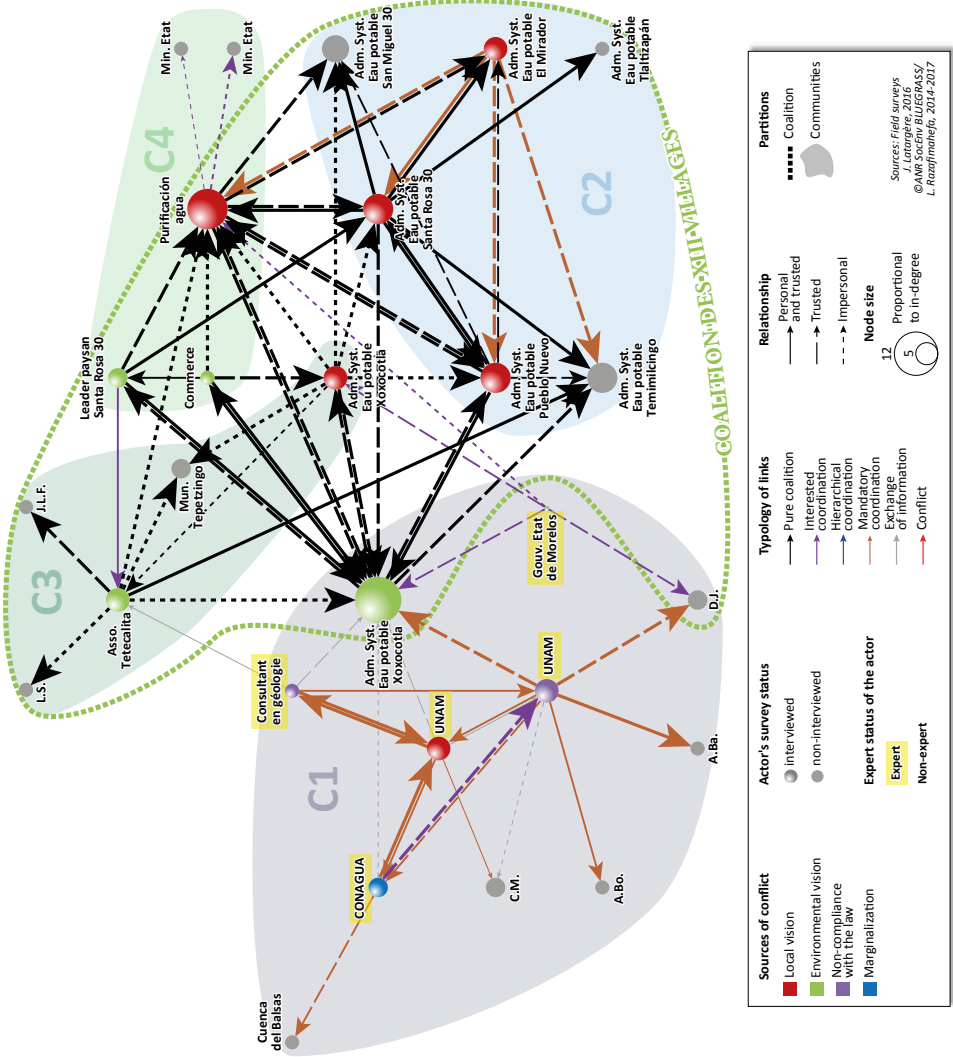 Min. Etat
Min. Etat
C4
Purificación
agua
Adm. Syst.
Eau potable
San Miguel 30
Adm. Syst.
Eau potable
El Mirador
Adm. Syst.
Eau potable
Tlaltizapán
Adm. Syst.
Eau potable
Santa Rosa 30
C2
COALITION DES XIII VILLAGES
Leader paysan
Santa Rosa 30
Commerce
Adm. Syst.
Eau potable
Xoxocotla
Adm. Syst.
Eau potable
Pueblo Nuevo
Adm. Syst.
Eau potable
Temimilcingo
J.L.F.
Mun.
Tepetzingo
C3
L.S.
Asso.
Tetecalita
Gouv. Etat
de Morelos
D.J.
Adm. Syst.
Eau potable
Xoxocotla
Consultant
en géologie
UNAM
UNAM
C1
A.Ba.
CONAGUA
C.M.
A.Bo.
Cuenca
del Balsas
Sources of conflict
Local vision
Environmental vision
Non-compliance
with the law
Marginalization
Actor's survey status
interviewed
non-interviewed
Expert status of the actor
Expert
Non-expert
Typology of links
Pure coalition
Interested
coordination
Hierarchical
coordination
Mandatory
coordination
Exchange
of information
Conflict
Relationship
Personal
and trusted
Trusted
Impersonal
Node size
12
5
Proportional
to in-degree
Partitions
Coalition
Communities
Sources: Field surveys
J. Latargère, 2016
©ANR SocEnv BLUEGRASS/
L. Razafimahefa, 2014-2017